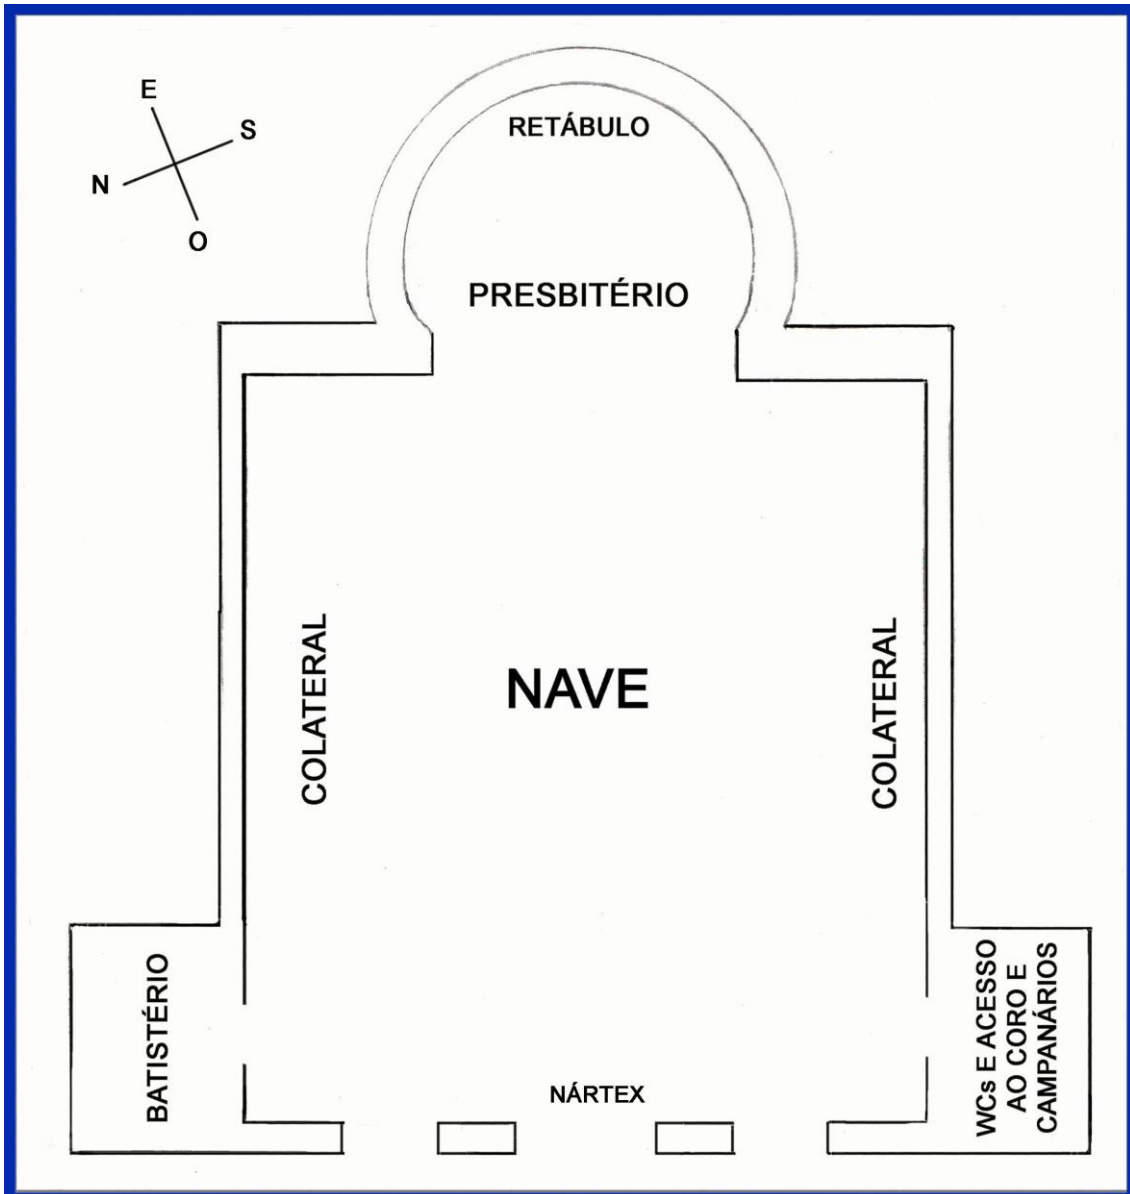 E
S
N
O
RETÁBULO
PRESBITÉRIO
COLATERAL
NAVE
COLATERAL
BATISTÉRIO
NÁRTEX
WCs E ACESSO
AO CORO E
CAMPANÁRIOS